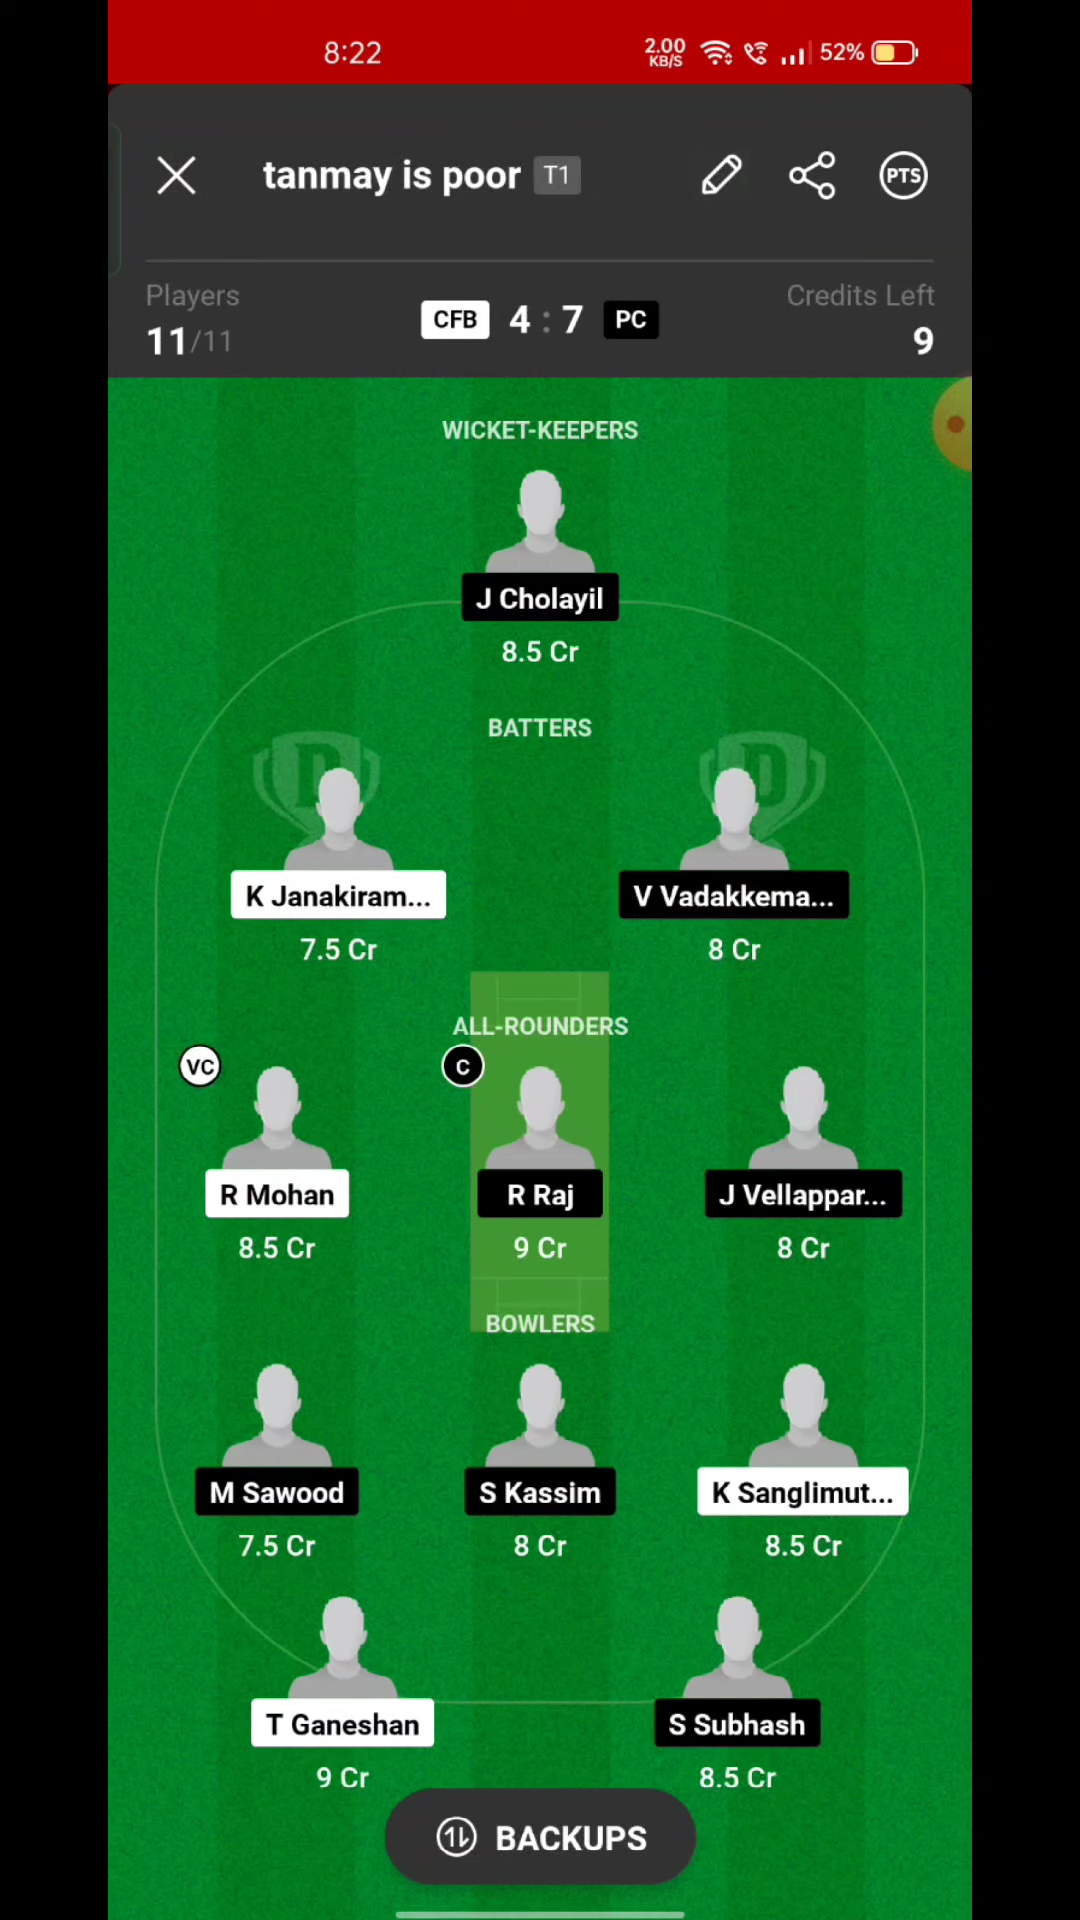 8:22 2.00 KB/S 52%
tanmay is poor T1 PTS
Players Credits Left
CFB 4 : 7 PC
11/11 9
WICKET-KEEPERS
J Cholayil
8.5 Cr
BATTERS
K Janakiram... V Vadakkema...
7.5 Cr 8 Cr
ALL-ROUNDERS
VC C
R Mohan R Raj J Vellappar...
8.5 Cr 9 Cr 8 Cr
BOWLERS
M Sawood S Kassim K Sanglimut...
7.5 Cr 8 Cr 8.5 Cr
T Ganeshan S Subhash
9 Cr 8.5 Cr
BACKUPS